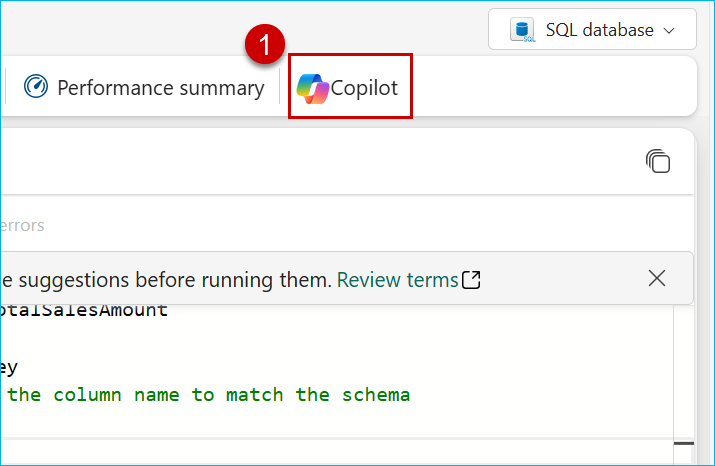 1
SQL database
Performance summary
Copilot
errors
e suggestions before running them. Review terms
otalSalesAmount
ey
the column name to match the schema